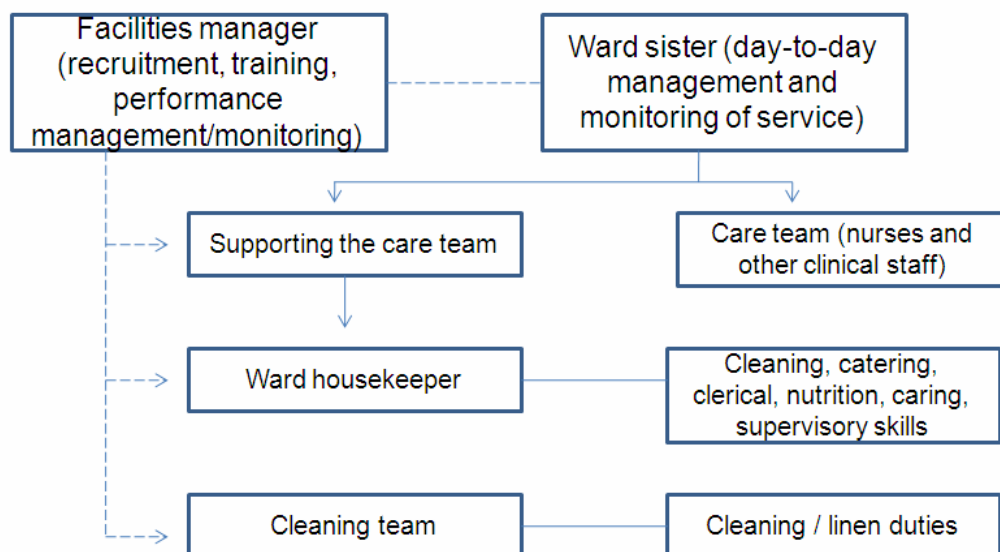 Facilities manager
(recruitment, training,
performance
management/monitoring)
Ward sister (day-to-day
management and
monitoring of service)
Supporting the care team
Care team (nurses and
other clinical staff)
Ward housekeeper
Cleaning, catering,
clerical, nutrition, caring,
supervisory skills
Cleaning team
Cleaning / linen duties